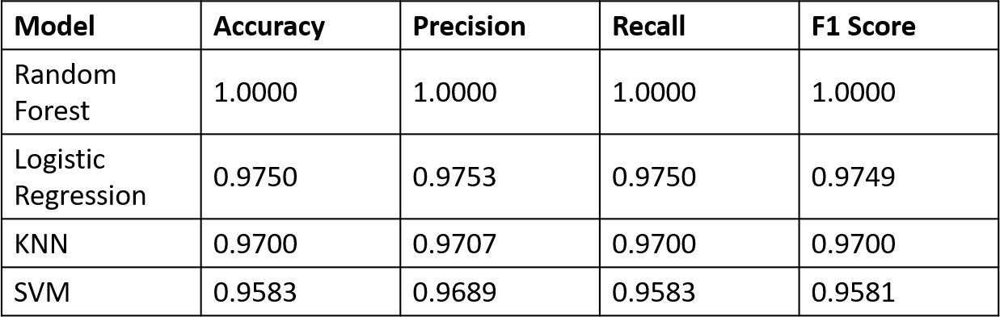 Model Accuracy Precision Recall F1 Score
Random
Forest 1.0000 1.0000 1.0000 1.0000
Logistic
Regression 0.9750 0.9753 0.9750 0.9749
KNN 0.9700 0.9707 0.9700 0.9700
SVM 0.9583 0.9689 0.9583 0.9581